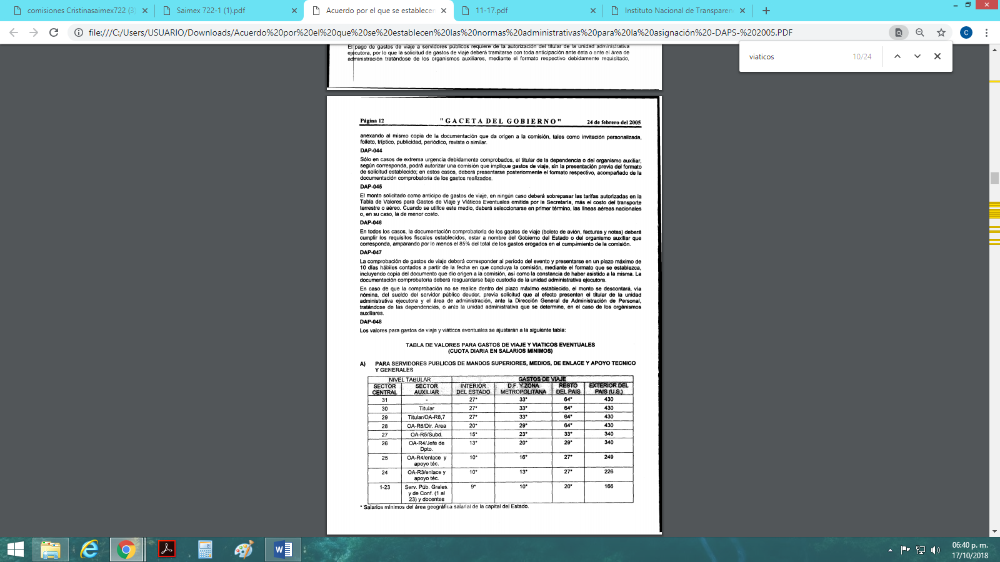 comisiones Cristinasaimex722 (3)
Saimex 722-1 (1).pdf
Acuerdo por el que se establecen
11-17.pdf
Instituto Nacional de Transparen
file:///C:/Users/USUARIO/Downloads/Acuerdo%20por%20el%20que%20se%20establecen%20las%20normas%20administrativas%20para%20la%20asignación%20-DAPS-%202005.PDF
C
viaticos 10/24
El pago de gastos de viaje a servidores públicos requiere de la autorización del titular de la unidad administrativa
ejecutora, por lo que la solicitud de gastos de viaje deberá tramitarse con toda anticipación ante ésta o ante el área de
administración tratándose de los organismos auxiliares, mediante el formato respectivo debidamente requisitado,
Página 12 "GACETA DEL GOBIERNO" 24 de febrero del 2005
anexando al mismo copia de la documentación que da origen a la comisión, tales como invitación personalizada,
folleto, tríptico, publicidad, periódico, revista o similar.
DAP-044
Sólo en casos de extrema urgencia debidamente comprobados, el titular de la dependencia o del organismo auxiliar,
según corresponda, podrá autorizar una comisión que implique gastos de viaje, sin la presentación previa del formato
de solicitud establecido; en estos casos, deberá presentarse posteriormente el formato respectivo, acompañado de la
documentación comprobatoria de los gastos realizados.
DAP-045
El monto solicitado como anticipo de gastos de viaje, en ningún caso deberá sobrepasar las tarifas autorizadas en la
Tabla de Valores para Gastos de Viaje y Viáticos Eventuales emitida por la Secretaría, más el costo del transporte
terrestre o aéreo. Cuando se utilice este medio, deberá seleccionarse en primer término, las líneas aéreas nacionales
o, en su caso, la de menor costo.
DAP-046
En todos los casos, la documentación comprobatoria de los gastos de viaje (boleto de avión, facturas y notas) deberá
cumplir los requisitos fiscales establecidos, estar a nombre del Gobierno del Estado o del organismo auxiliar que
corresponda, amparando por lo menos el 85% del total de los gastos erogados en el cumplimiento de la comisión.
DAP-047
La comprobación de gastos de viaje deberá corresponder al período del evento y presentarse en un plazo máximo de
10 días hábiles contados a partir de la fecha en que concluya la comisión, mediante el formato que se establezca,
incluyendo copia del documento que dio origen a la comisión, así como la constancia de haber asistido a la misma. La
documentación comprobatoria deberá resguardarse bajo custodia de la unidad administrativa ejecutora.
En caso de que la comprobación no se realice dentro del plazo máximo establecido, el monto se descontará, vía
nómina, del sueldo del servidor público deudor, previa solicitud que al efecto presenten el titular de la unidad
administrativa ejecutora y el área de administración, ante la Dirección General de Administración de Personal,
tratándose de las dependencias, o ante la unidad administrativa que se determine, en el caso de los organismos
auxiliares.
DAP-048
Los valores para gastos de viaje y viáticos eventuales se ajustarán a la siguiente tabla:
TABLA DE VALORES PARA GASTOS DE VIAJE Y VIATICOS EVENTUALES
(CUOTA DIARIA EN SALARIOS MINIMOS)
A) PARA SERVIDORES PUBLICOS DE MANDOS SUPERIORES, MEDIOS, DE ENLACE Y APOYO TECNICO
Y GENERALES
NIVEL TABULAR GASTOS DE VIAJE
SECTOR SECTOR INTERIOR D.F. Y ZONA RESTO EXTERIOR DEL
CENTRAL AUXILIAR DEL ESTADO METROPOLITANA DEL PAIS PAIS (U.S.)
31 - 27* 33* 64* 430
30 Titular 27* 33* 64* 430
29 Titular/OA-R8,7 27* 33* 64* 430
28 OA-R6/Dir. Area 20* 29* 64* 430
27 OA-R5/Subd. 15* 23* 33* 340
26 OA-R4/Jefe de 13* 20* 29* 340
Dpto.
25 OA-R4/enlace y 10* 16* 27* 249
apoyo téc.
24 OA-R3/enlace y 10* 13* 27* 226
apoyo téc.
1-23 Serv. Púb. Grales. 9* 10* 20* 166
y de Conf. (1 al
23) y docentes
* Salarios mínimos del área geográfica salarial de la capital del Estado.
06:40 p. m.
17/10/2018